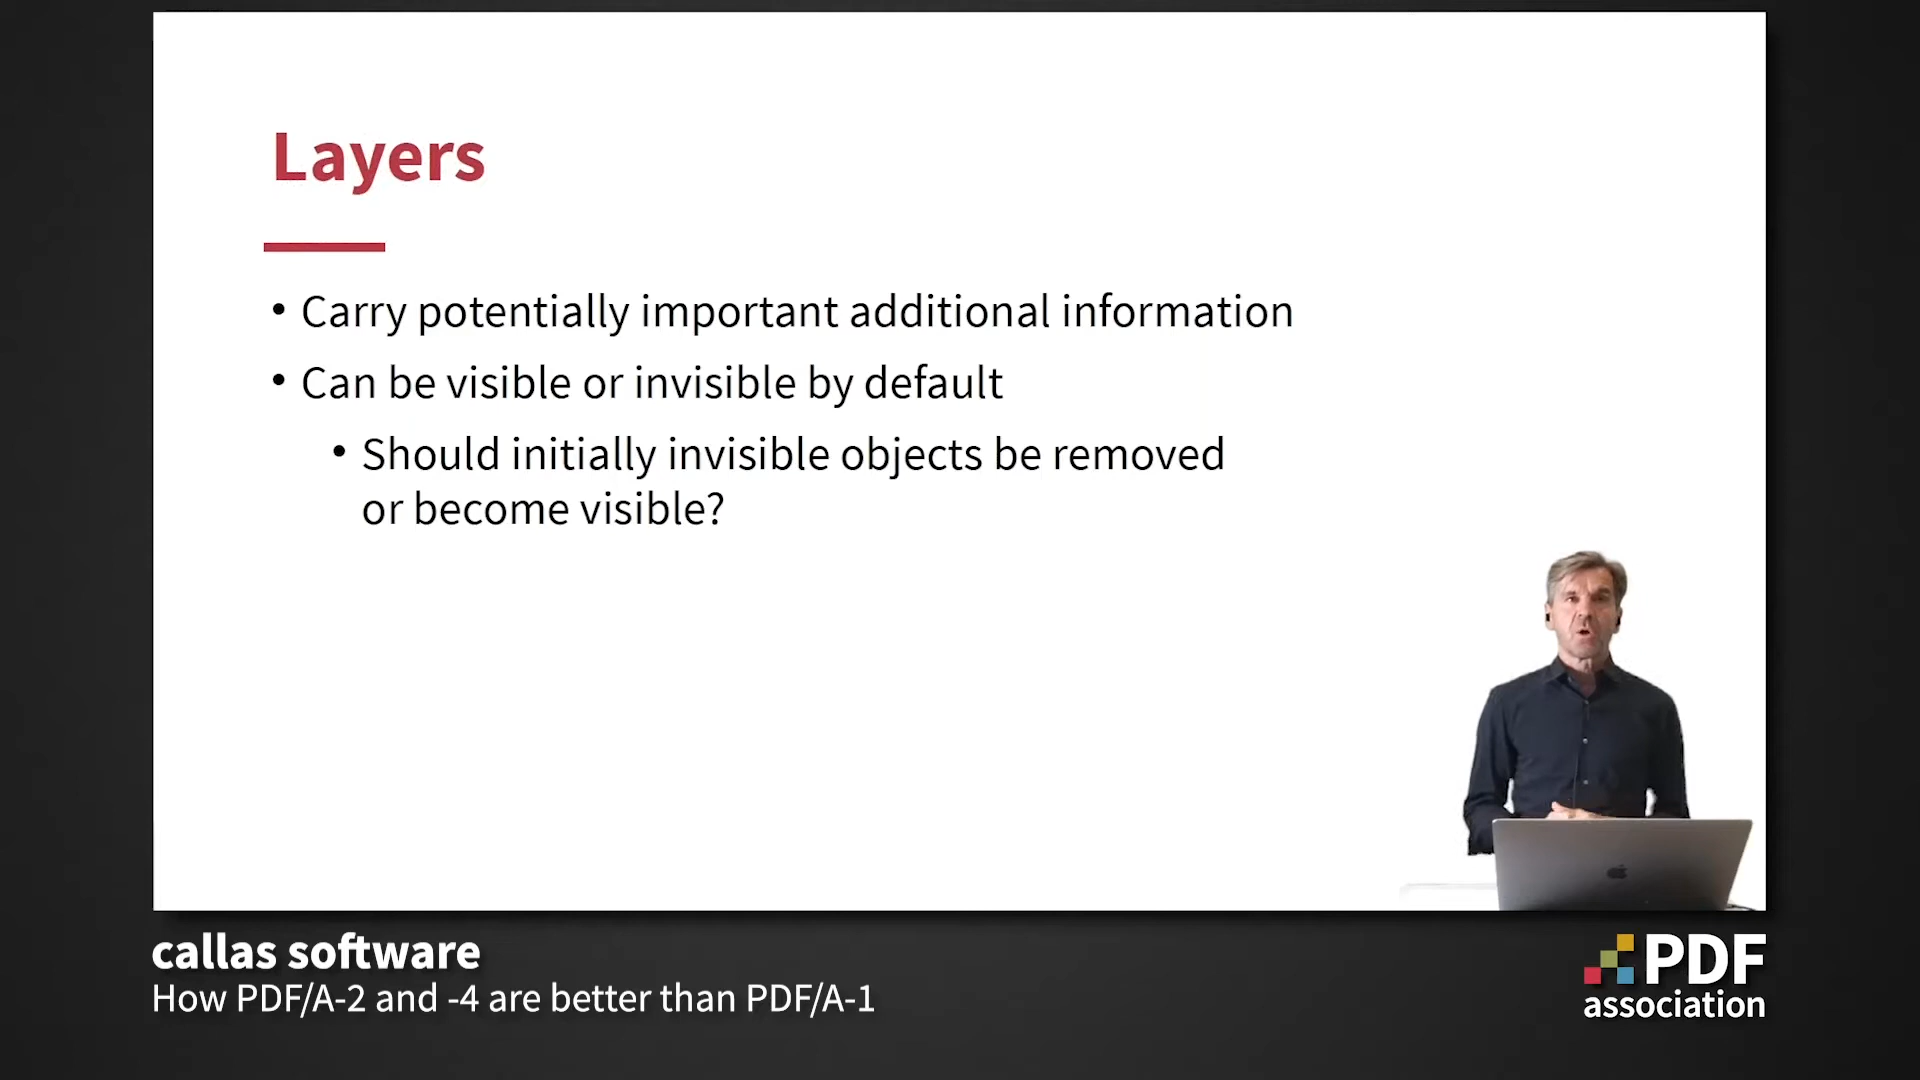 Layers
• Carry potentially important additional information
• Can be visible or invisible by default
• Should initially invisible objects be removed
or become visible?
callas software
How PDF/A-2 and -4 are better than PDF/A-1
PDF
association